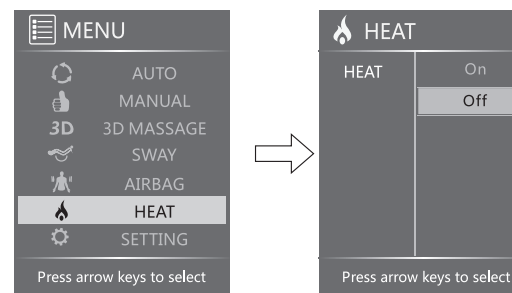 MENU
AUTO
MANUAL
3D 3D MASSAGE
SWAY
AIRBAG
HEAT
SETTING
Press arrow keys to select
HEAT
HEAT On
Off
Press arrow keys to select